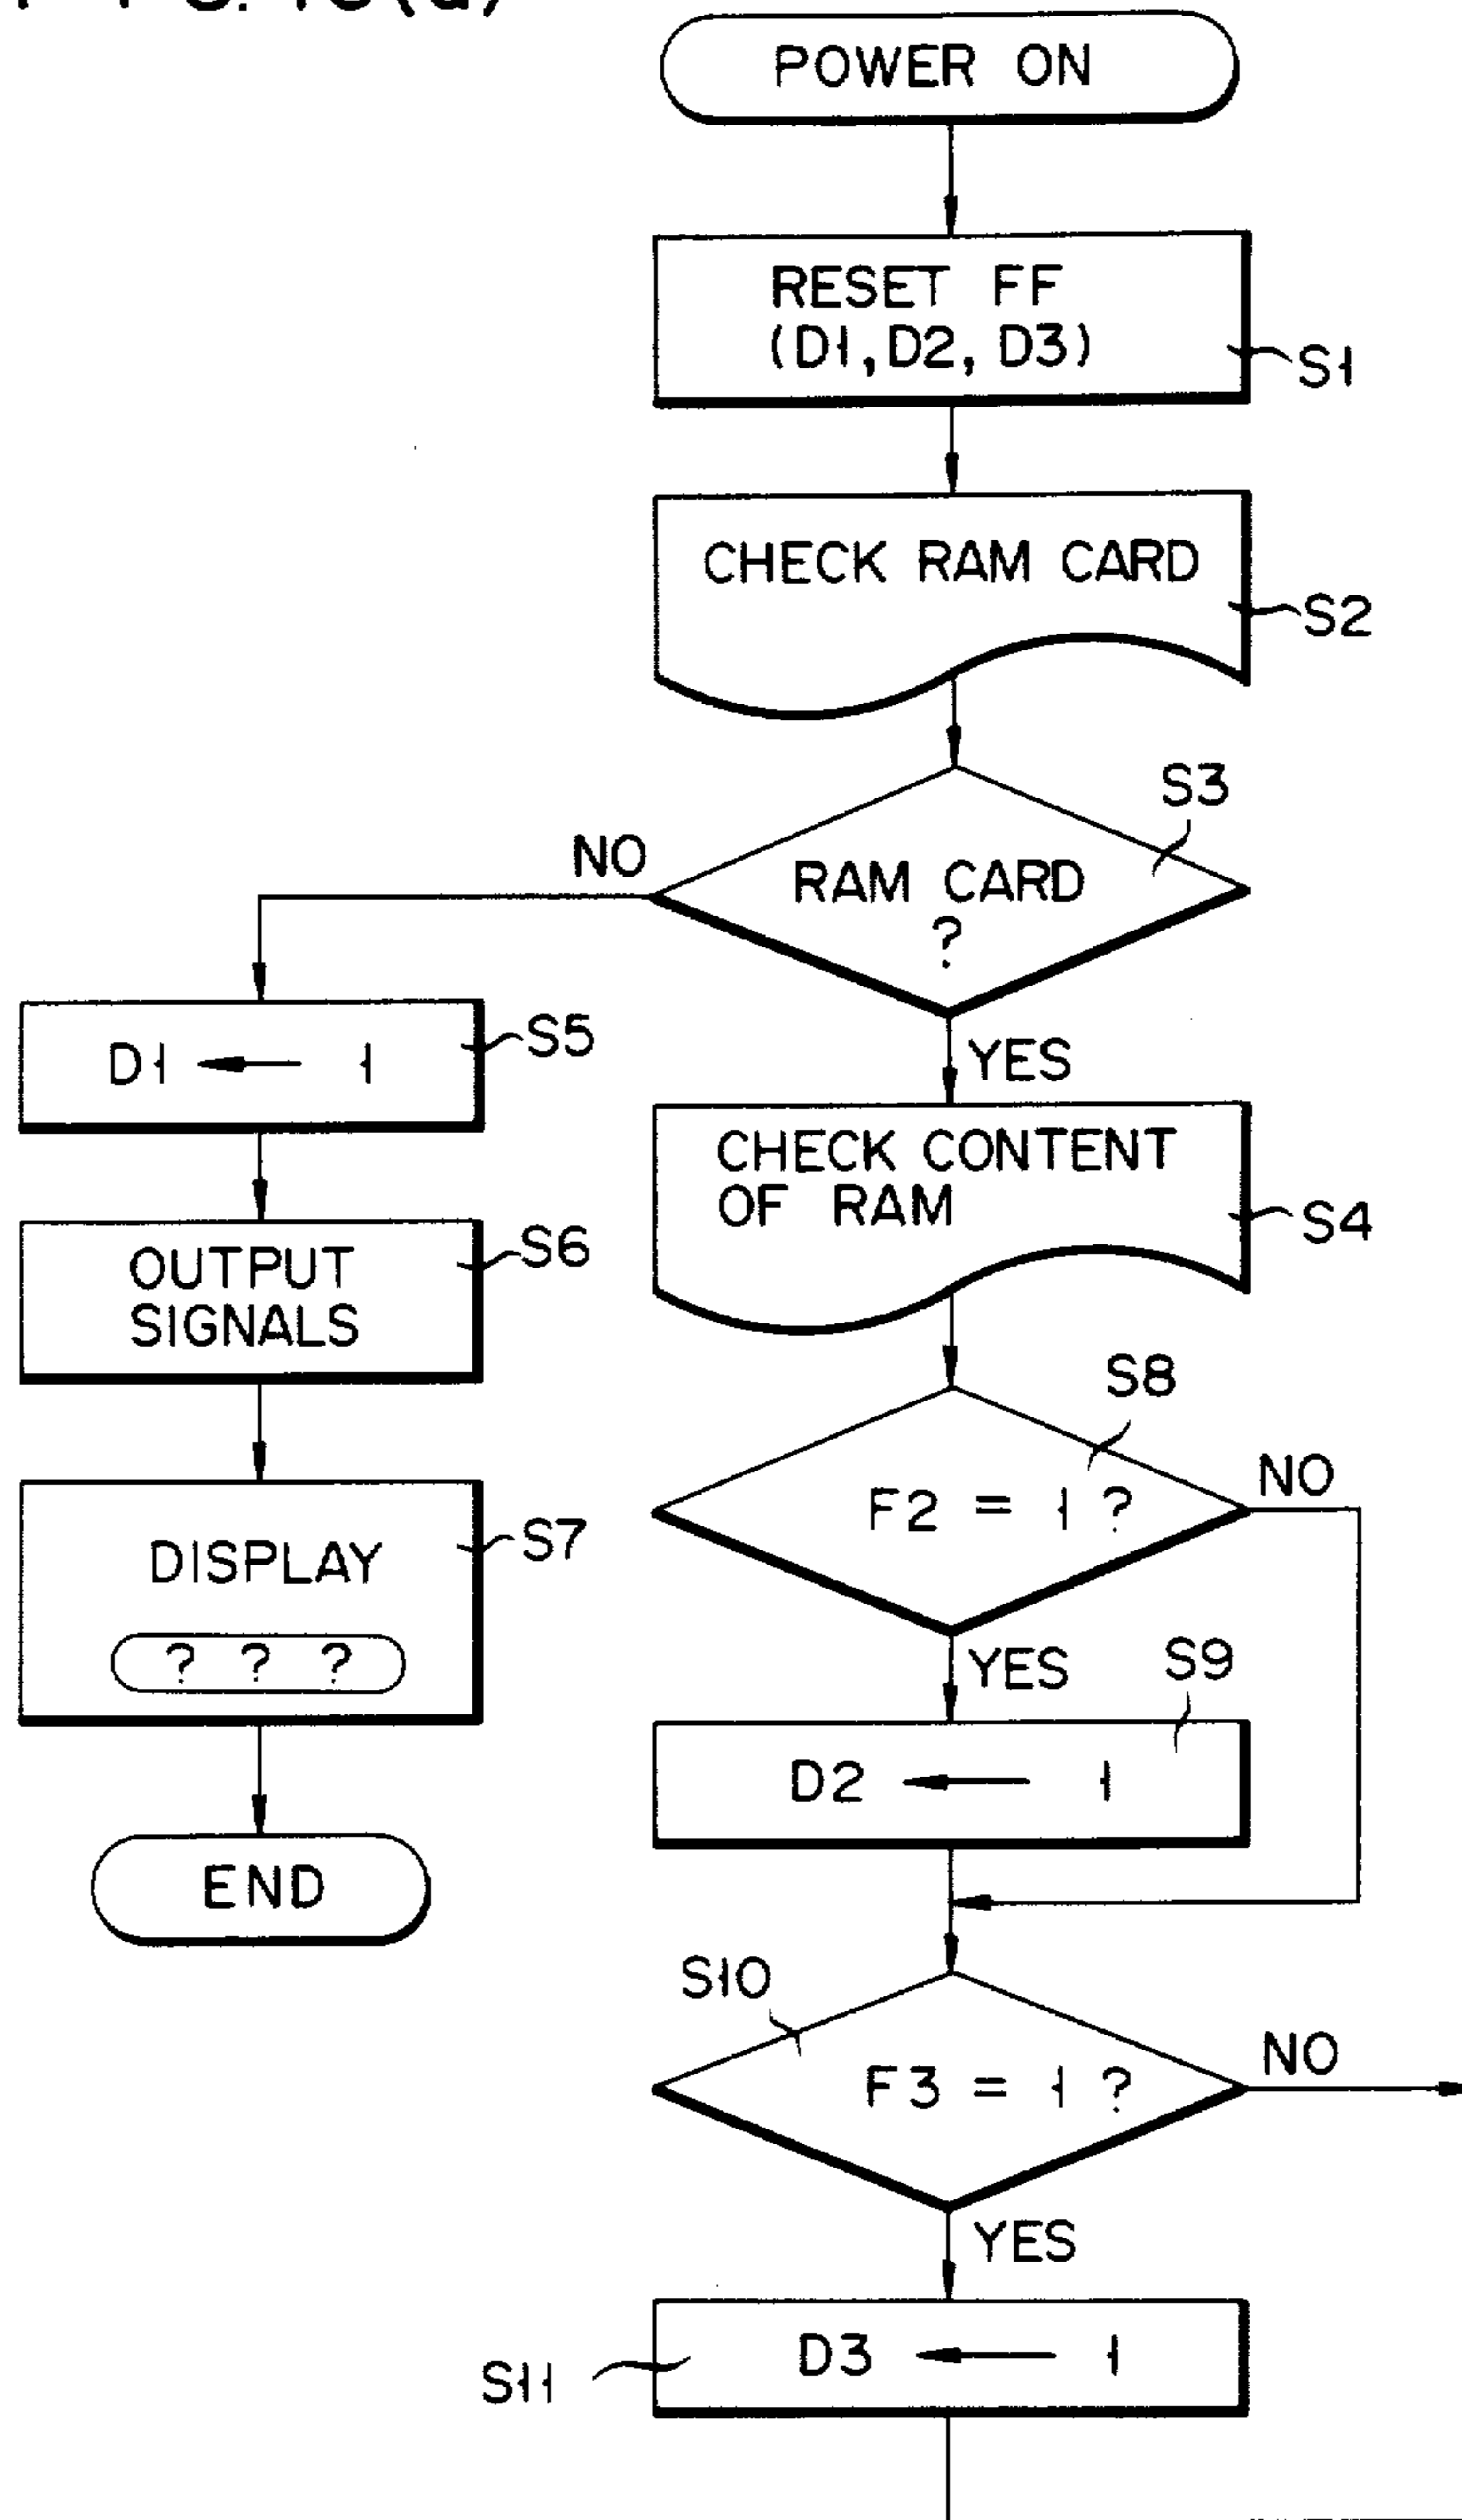 POWER ON
RESET FF
(D1, D2, D3)
S1
CHECK RAM CARD
S2
S3
NO
RAM CARD
?
YES
S5
D1 ← 1
CHECK CONTENT
OF RAM
S4
S6
OUTPUT
SIGNALS
S8
F2 = 1 ?
NO
S7
DISPLAY
? ? ?
YES
S9
D2 ← 1
END
S10
F3 = 1 ?
NO
YES
D3 ← 1
S11